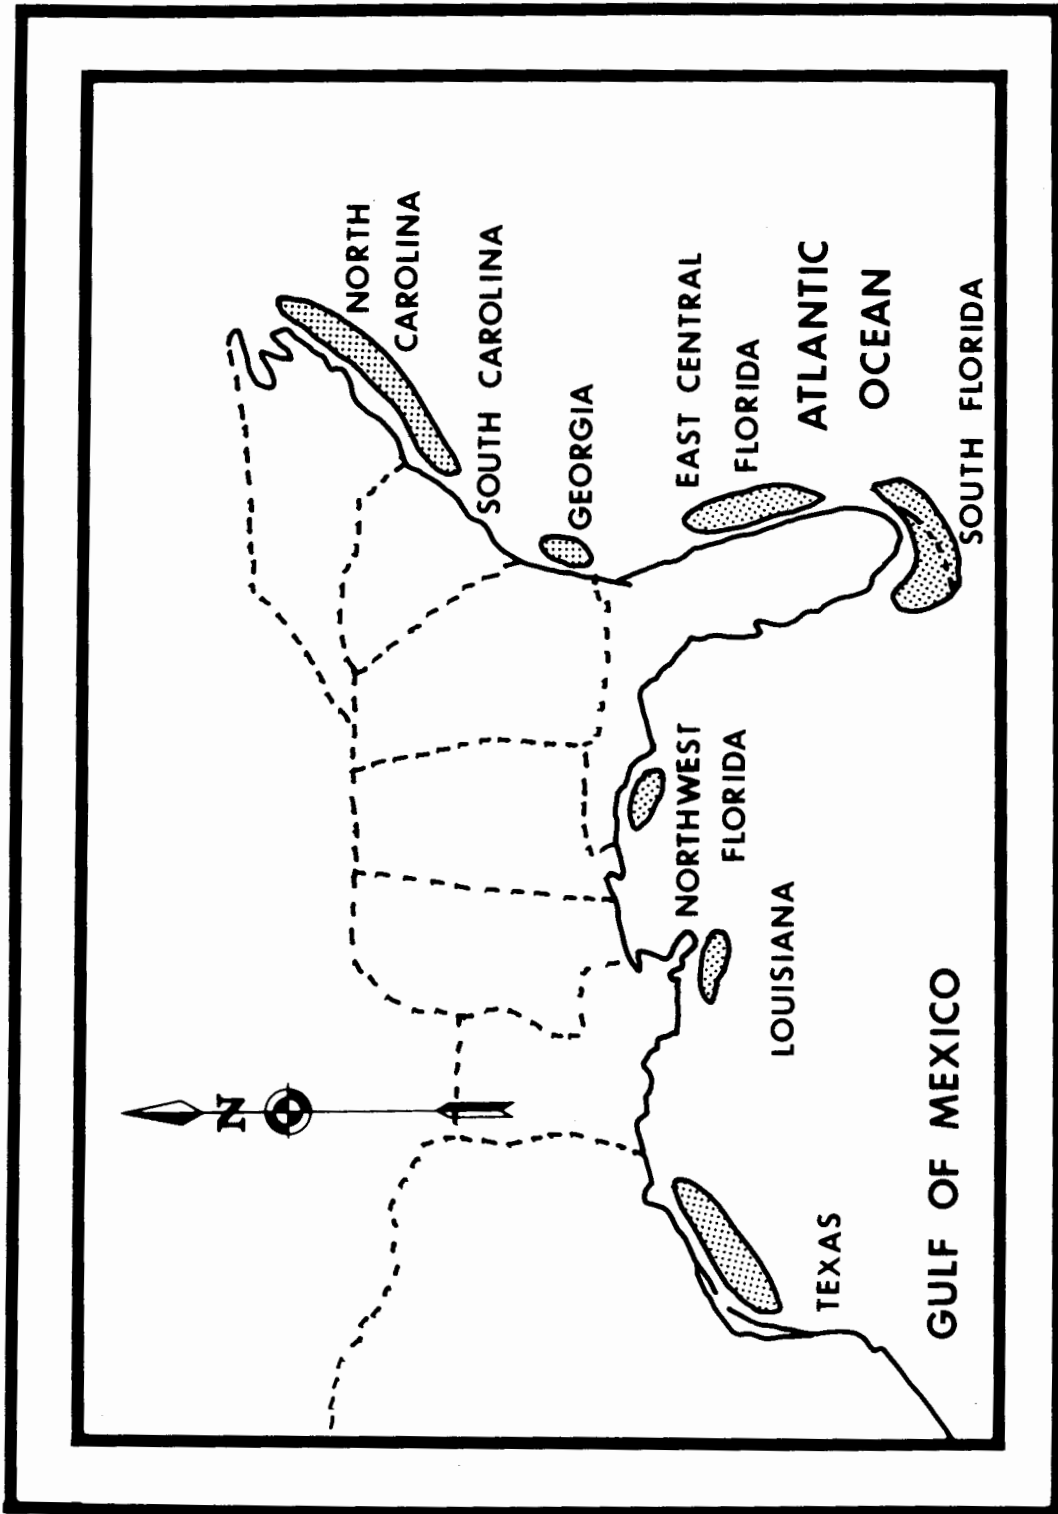 N
NORTH
CAROLINA
SOUTH CAROLINA
GEORGIA
EAST CENTRAL
FLORIDA
ATLANTIC
OCEAN
SOUTH FLORIDA
NORTHWEST
FLORIDA
LOUISIANA
TEXAS
GULF OF MEXICO